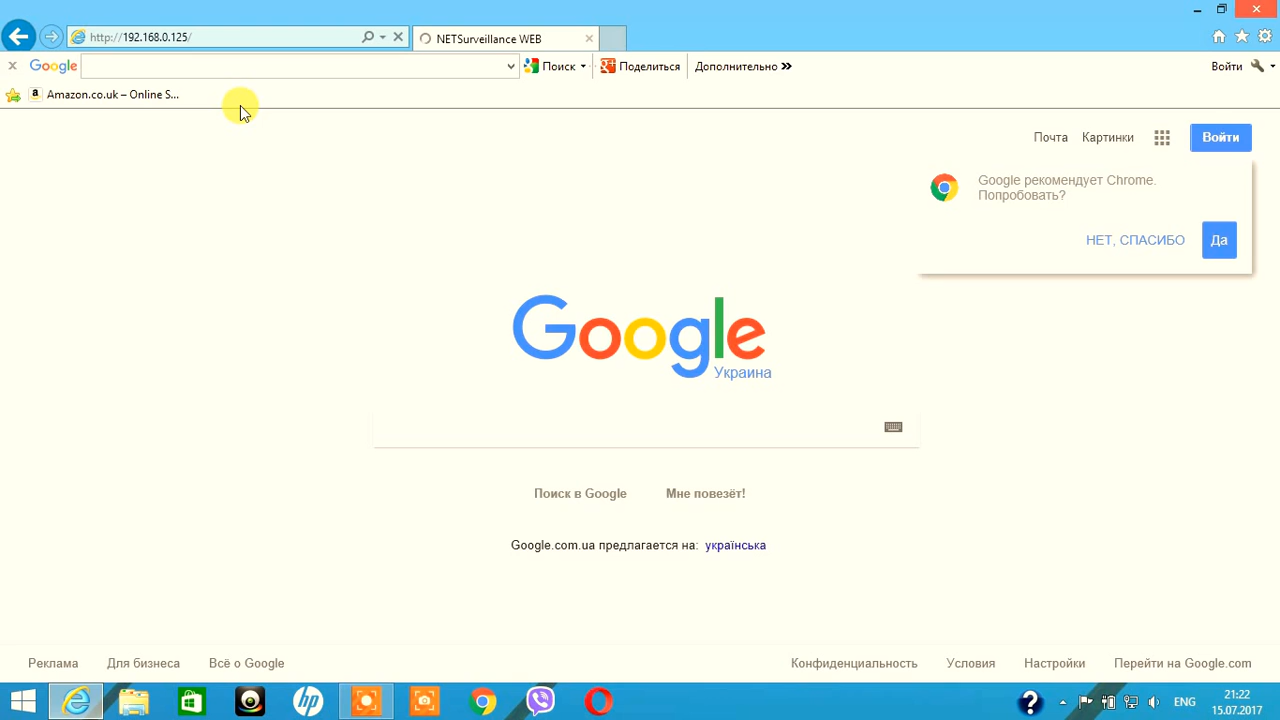 http://192.168.0.125/
NETSurveillance WEB
Google
Поиск
Поделиться
Дополнительно
Войти
Amazon.co.uk – Online S...
Почта
Картинки
Войти
Google рекомендует Chrome.
Попробовать?
НЕТ, СПАСИБО
Да
Google
Украина
Поиск в Google
Мне повезёт!
Google.com.ua предлагается на: українська
Реклама
Для бизнеса
Всё о Google
Конфиденциальность
Условия
Настройки
Перейти на Google.com
ENG
21:22
15.07.2017